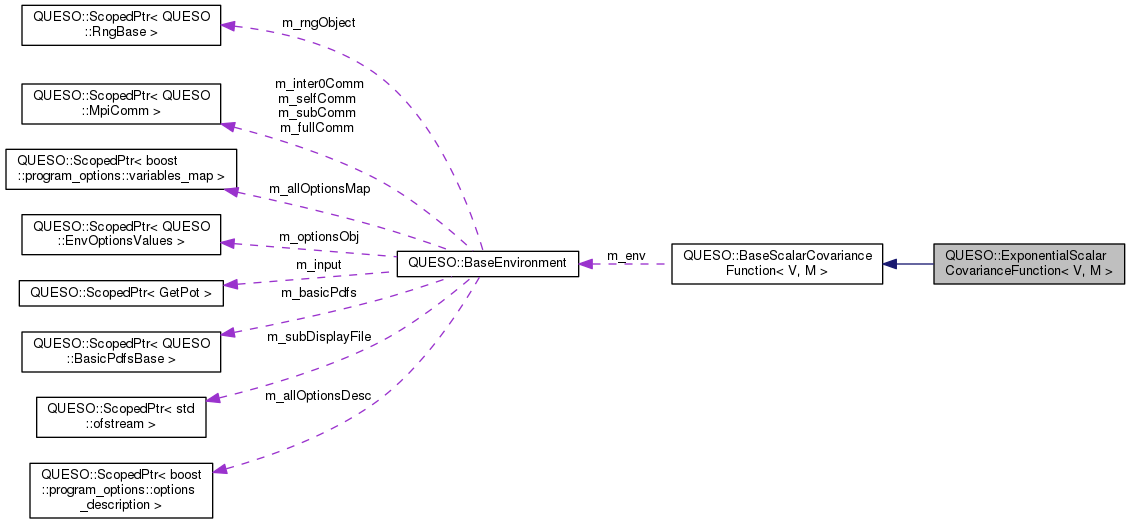 QUESO::ScopedPtr< QUESO
::RngBase >
m_rngObject
QUESO::ScopedPtr< QUESO
::MpiComm >
m_inter0Comm
m_selfComm
m_subComm
m_fullComm
QUESO::ScopedPtr< boost
::program_options::variables_map >
m_allOptionsMap
QUESO::ScopedPtr< QUESO
::EnvOptionsValues >
m_optionsObj
QUESO::ScopedPtr< GetPot >
m_input
QUESO::ScopedPtr< QUESO
::BasicPdfsBase >
m_basicPdfs
QUESO::ScopedPtr< std
::ofstream >
m_subDisplayFile
QUESO::ScopedPtr< boost
::program_options::options
_description >
m_allOptionsDesc
QUESO::BaseEnvironment
m_env
QUESO::BaseScalarCovariance
Function< V, M >
QUESO::ExponentialScalar
CovarianceFunction< V, M >